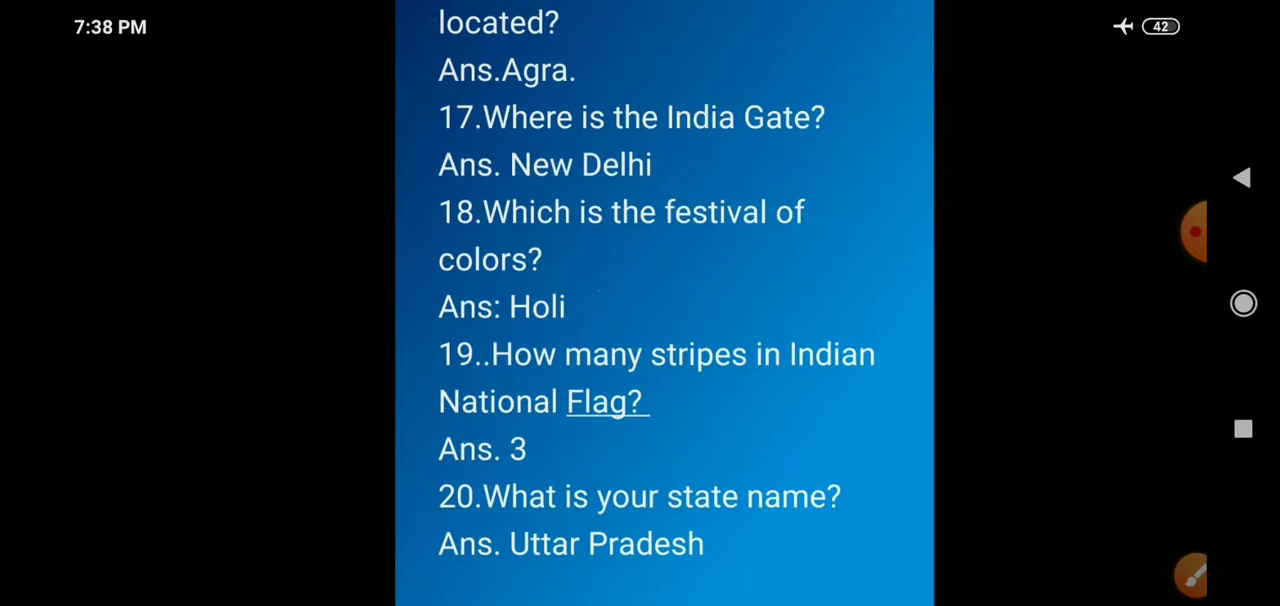 7:38 PM
42
located?
Ans.Agra.
17.Where is the India Gate?
Ans. New Delhi
18.Which is the festival of
colors?
Ans: Holi
19..How many stripes in Indian
National Flag?
Ans. 3
20.What is your state name?
Ans. Uttar Pradesh